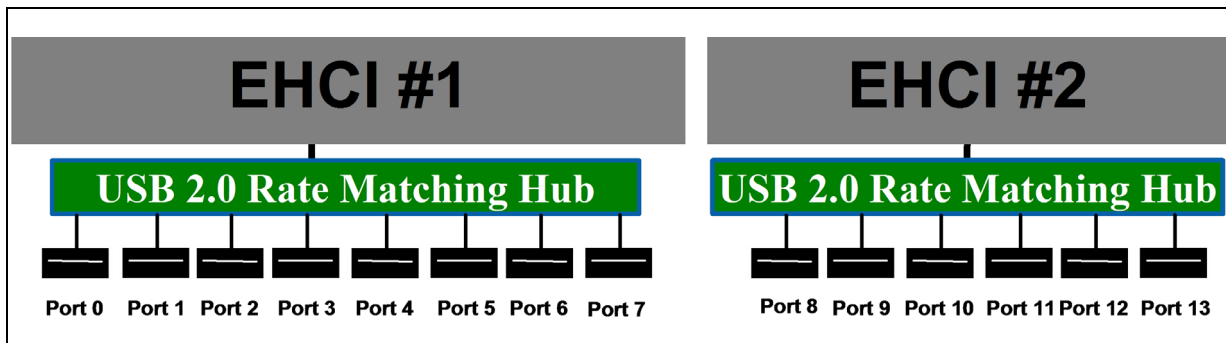 EHCI #1
EHCI #2
USB 2.0 Rate Matching Hub
USB 2.0 Rate Matching Hub
Port 0 Port 1 Port 2 Port 3 Port 4 Port 5 Port 6 Port 7
Port 8 Port 9 Port 10 Port 11 Port 12 Port 13